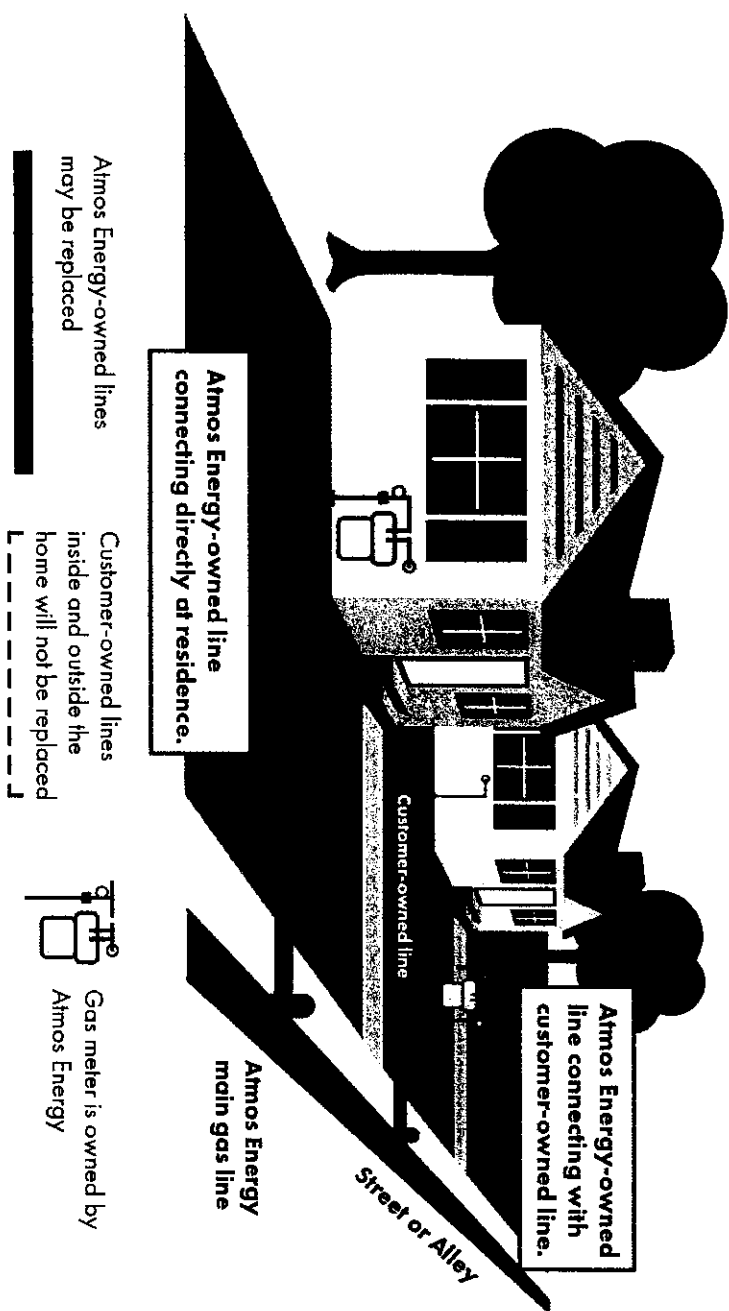 Atmos Energy-owned
line connecting with
customer-owned line.
Customer-owned line
Street or Alley
Atmos Energy
main gas line
Atmos Energy-owned line
connecting directly at residence.
Atmos Energy-owned lines
may be replaced
Customer-owned lines
inside and outside the
home will not be replaced
Gas meter is owned by
Atmos Energy